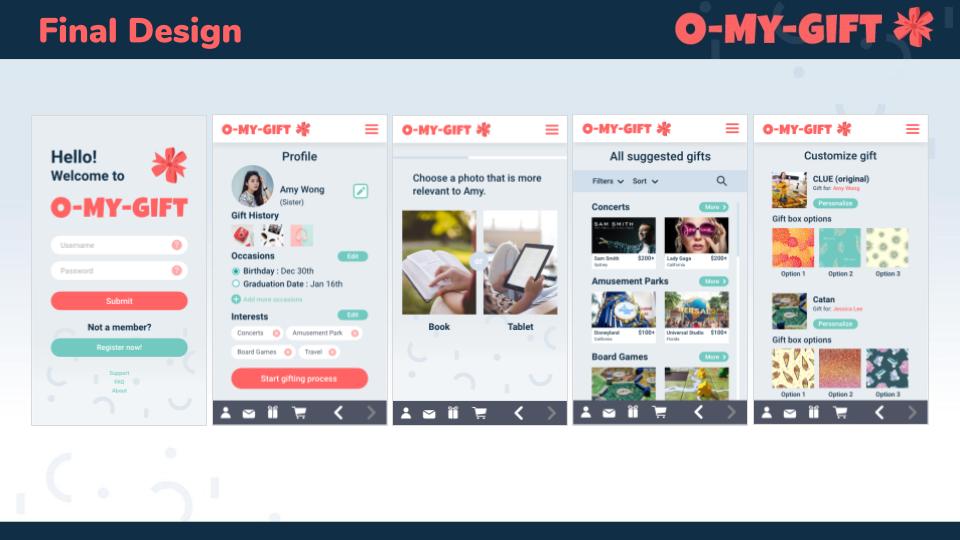 Final Design
O-MY-GIFT
Hello!
Welcome to
O-MY-GIFT
Username
?
Password
?
Submit
Not a member?
Register now!
Support
FAQ
About
O-MY-GIFT
Profile
Amy Wong
(Sister)
Gift History
Occasions
Edit
Birthday : Dec 30th
Graduation Date : Jan 16th
Add more occasions
Interests
Edit
Concerts
Amusement Park
Board Games
Travel
Start gifting process
O-MY-GIFT
Choose a photo that is more
relevant to Amy.
or
Book
Tablet
O-MY-GIFT
All suggested gifts
Filters
Sort
Concerts
More >
SAM SMITH
Sam Smith $200+
Sydney
Lady Gaga $200+
California
Amusement Parks
More >
Disneyland $100+
California
UNIVERSAL
Universal Studio $100+
Florida
Board Games
More >
O-MY-GIFT
Customize gift
CLUE (original)
Gift for: Amy Wong
Personalize
Gift box options
Option 1
Option 2
Option 3
Catan
Gift for: Jessica Lee
Personalize
Gift box options
Option 1
Option 2
Option 3